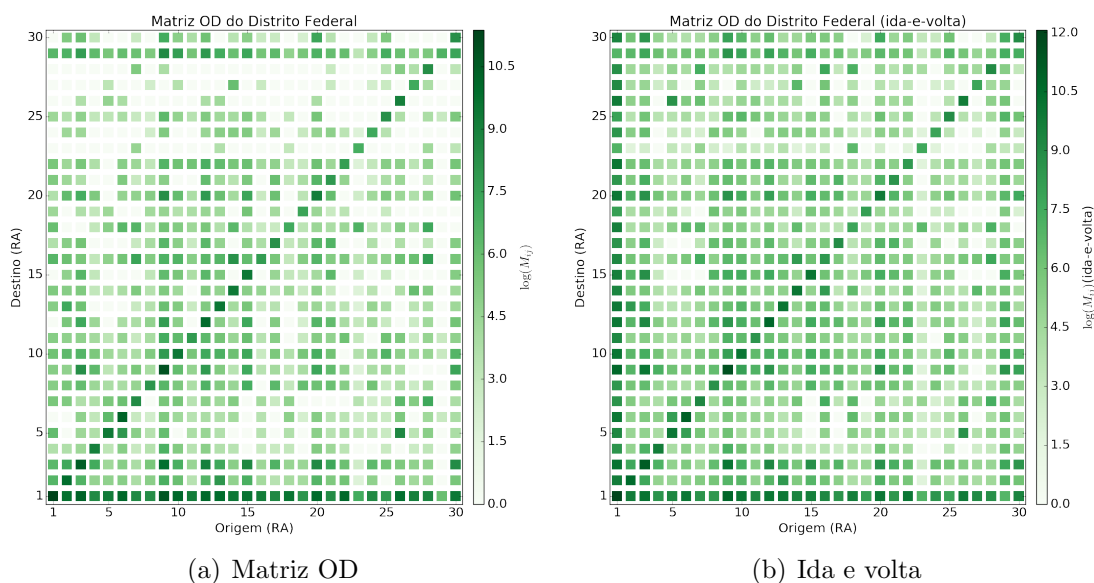 Matriz OD do Distrito Federal
30
25
20
15
10
5
1
Destino (RA)
1 5 10 15 20 25 30
Origem (RA)
10.5
9.0
7.5
6.0
4.5
3.0
1.5
0.0
log(M_ij)
(a) Matriz OD
Matriz OD do Distrito Federal (ida-e-volta)
30
25
20
15
10
5
1
Destino (RA)
1 5 10 15 20 25 30
Origem (RA)
12.0
10.5
9.0
7.5
6.0
4.5
3.0
1.5
0.0
log(M_ij)(ida-e-volta)
(b) Ida e volta